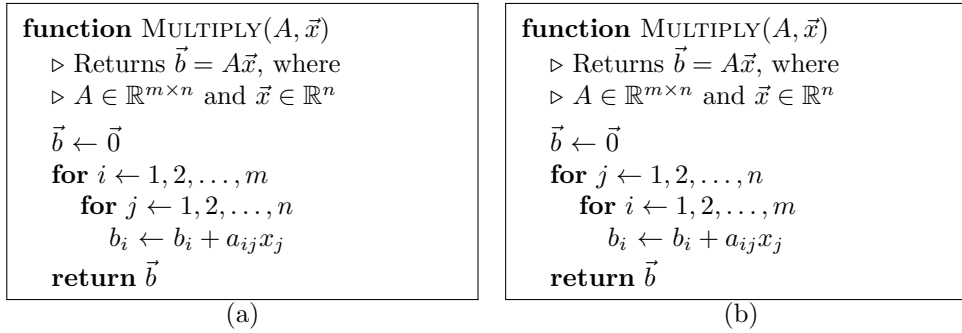 function MULTIPLY(A, x⃗)
▹ Returns b⃗ = Ax⃗, where
▹ A ∈ ℝ^{m×n} and x⃗ ∈ ℝ^n
b⃗ ← 0⃗
for i ← 1, 2, . . . , m
for j ← 1, 2, . . . , n
b_i ← b_i + a_{ij}x_j
return b⃗
(a)
function MULTIPLY(A, x⃗)
▹ Returns b⃗ = Ax⃗, where
▹ A ∈ ℝ^{m×n} and x⃗ ∈ ℝ^n
b⃗ ← 0⃗
for j ← 1, 2, . . . , n
for i ← 1, 2, . . . , m
b_i ← b_i + a_{ij}x_j
return b⃗
(b)